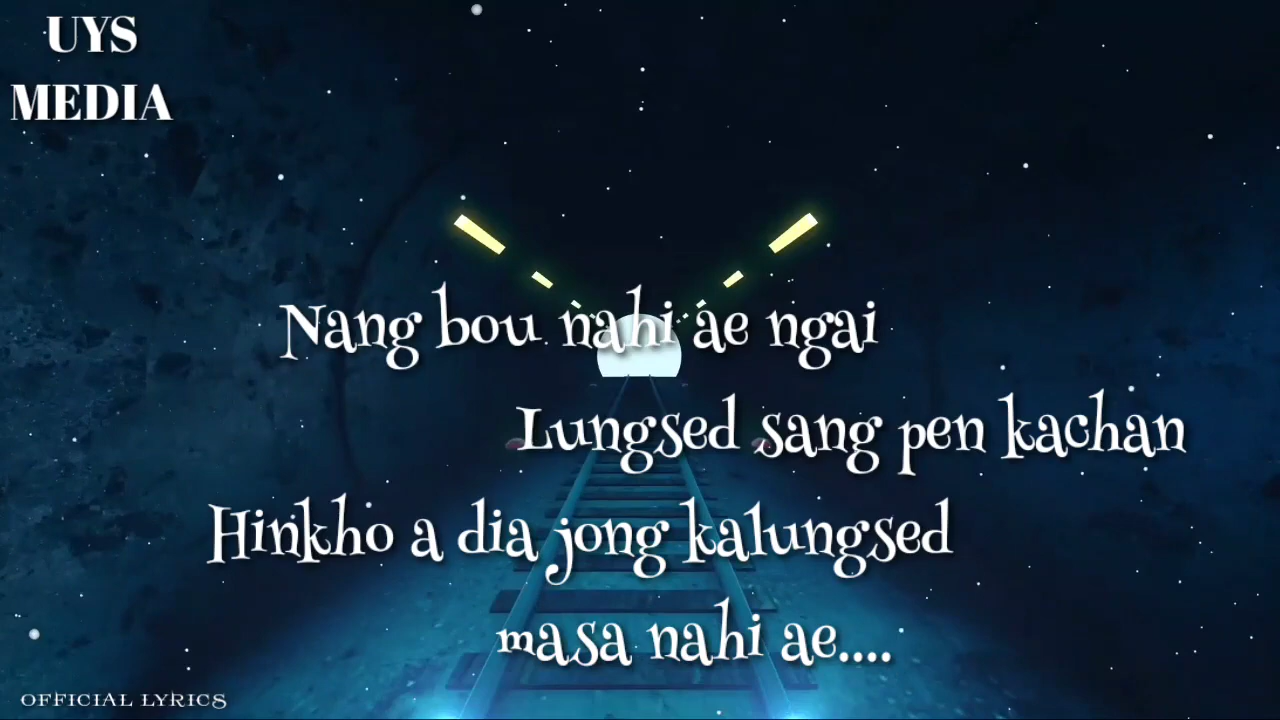 UYS
MEDIA
Nang bou nahi ae ngai
Lungsed sang pen kachan
Hinkho a dia jong kalungsed
masa nahi ae....
OFFICIAL LYRICS